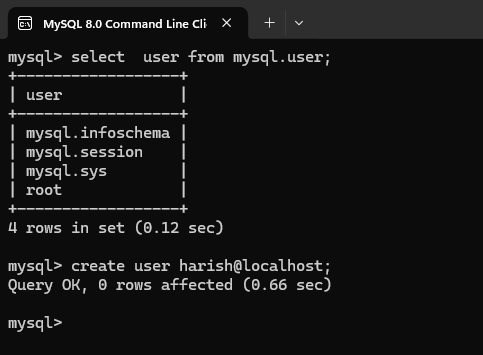 MySQL 8.0 Command Line Cli
mysql> select  user from mysql.user;
+------------------+
| user             |
+------------------+
| mysql.infoschema |
| mysql.session    |
| mysql.sys        |
| root             |
+------------------+
4 rows in set (0.12 sec)
mysql> create user harish@localhost;
Query OK, 0 rows affected (0.66 sec)
mysql>